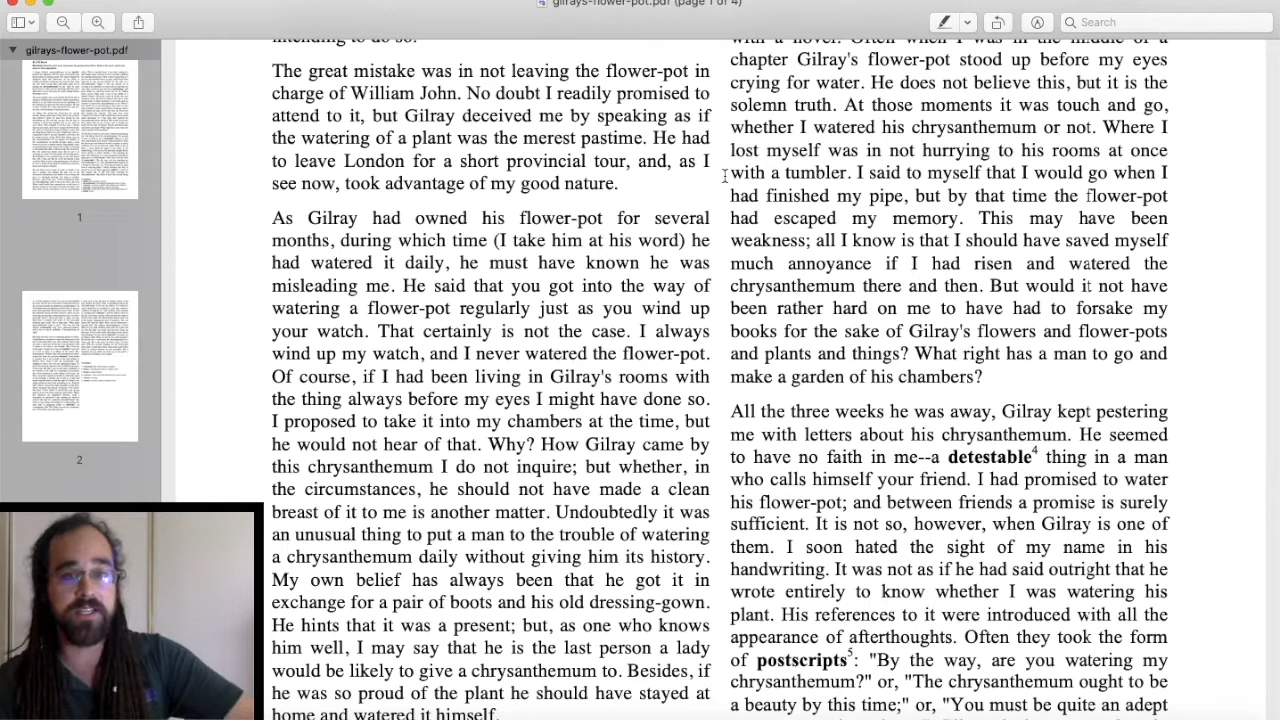 gilrays-flower-pot.pdf (page 1 of 4)
Search
gilrays-flower-pot.pdf
1
2
intending to do so.
The great mistake was in my leaving the flower-pot in
charge of William John. No doubt I readily promised to
attend to it, but Gilray deceived me by speaking as if
the watering of a plant was the merest pastime. He had
to leave London for a short provincial tour, and, as I
see now, took advantage of my good nature.
As Gilray had owned his flower-pot for several
months, during which time (I take him at his word) he
had watered it daily, he must have known he was
misleading me. He said that you got into the way of
watering a flower-pot regularly just as you wind up
your watch. That certainly is not the case. I always
wind up my watch, and I never watered the flower-pot.
Of course, if I had been living in Gilray's rooms with
the thing always before my eyes I might have done so.
I proposed to take it into my chambers at the time, but
he would not hear of that. Why? How Gilray came by
this chrysanthemum I do not inquire; but whether, in
the circumstances, he should not have made a clean
breast of it to me is another matter. Undoubtedly it was
an unusual thing to put a man to the trouble of watering
a chrysanthemum daily without giving him its history.
My own belief has always been that he got it in
exchange for a pair of boots and his old dressing-gown.
He hints that it was a present; but, as one who knows
him well, I may say that he is the last person a lady
would be likely to give a chrysanthemum to. Besides, if
he was so proud of the plant he should have stayed at
home and watered it himself.
with a novel. Often when I was in the middle of a
chapter Gilray's flower-pot stood up before my eyes
crying for water. He does not believe this, but it is the
solemn truth. At those moments it was touch and go,
whether I watered his chrysanthemum or not. Where I
lost myself was in not hurrying to his rooms at once
with a tumbler. I said to myself that I would go when I
had finished my pipe, but by that time the flower-pot
had escaped my memory. This may have been
weakness; all I know is that I should have saved myself
much annoyance if I had risen and watered the
chrysanthemum there and then. But would it not have
been rather hard on me to have had to forsake my
books for the sake of Gilray's flowers and flower-pots
and plants and things? What right has a man to go and
make a garden of his chambers?
All the three weeks he was away, Gilray kept pestering
me with letters about his chrysanthemum. He seemed
to have no faith in me--a detestable4 thing in a man
who calls himself your friend. I had promised to water
his flower-pot; and between friends a promise is surely
sufficient. It is not so, however, when Gilray is one of
them. I soon hated the sight of my name in his
handwriting. It was not as if he had said outright that he
wrote entirely to know whether I was watering his
plant. His references to it were introduced with all the
appearance of afterthoughts. Often they took the form
of postscripts5: "By the way, are you watering my
chrysanthemum?" or, "The chrysanthemum ought to be
a beauty by this time;" or, "You must be quite an adept